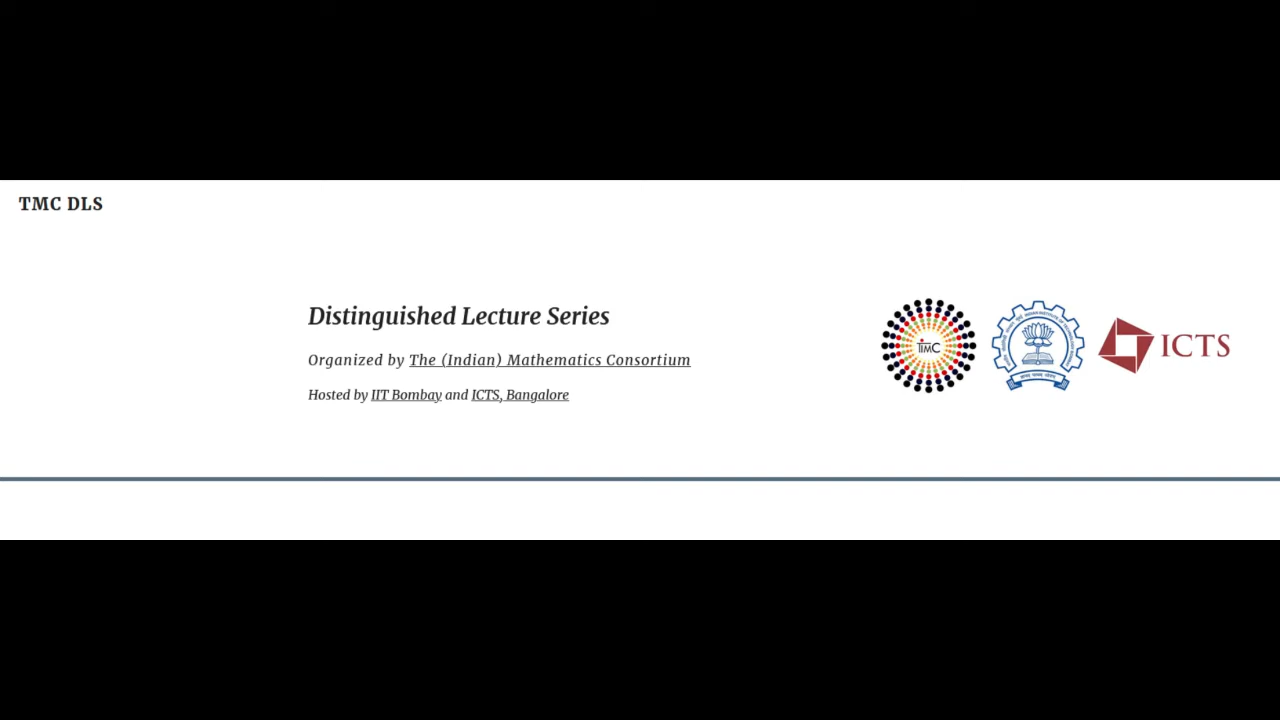 TMC DLS
Distinguished Lecture Series
Organized by The (Indian) Mathematics Consortium
Hosted by IIT Bombay and ICTS, Bangalore
TIMC
ICTS